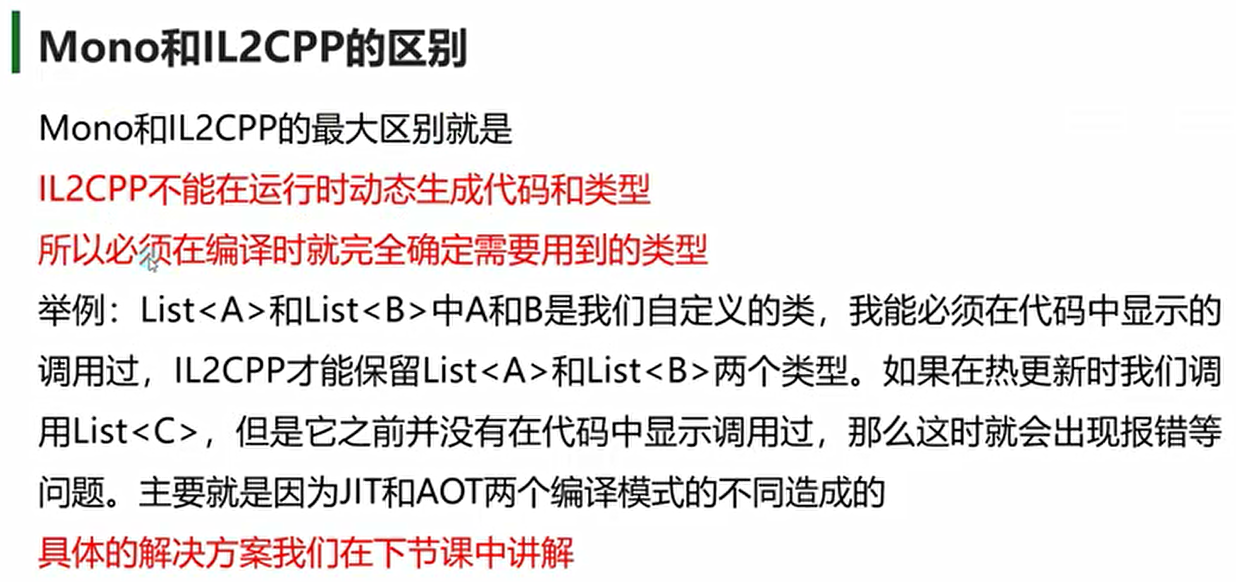 Mono和IL2CPP的区别
Mono和IL2CPP的最大区别就是
IL2CPP不能在运行时动态生成代码和类型
所以必须在编译时就完全确定需要用到的类型
举例：List<A>和List<B>中A和B是我们自定义的类，我能必须在代码中显示的
调用过，IL2CPP才能保留List<A>和List<B>两个类型。如果在热更新时我们调
用List<C>，但是它之前并没有在代码中显示调用过，那么这时就会出现报错等
问题。主要就是因为JIT和AOT两个编译模式的不同造成的
具体的解决方案我们在下节课中讲解